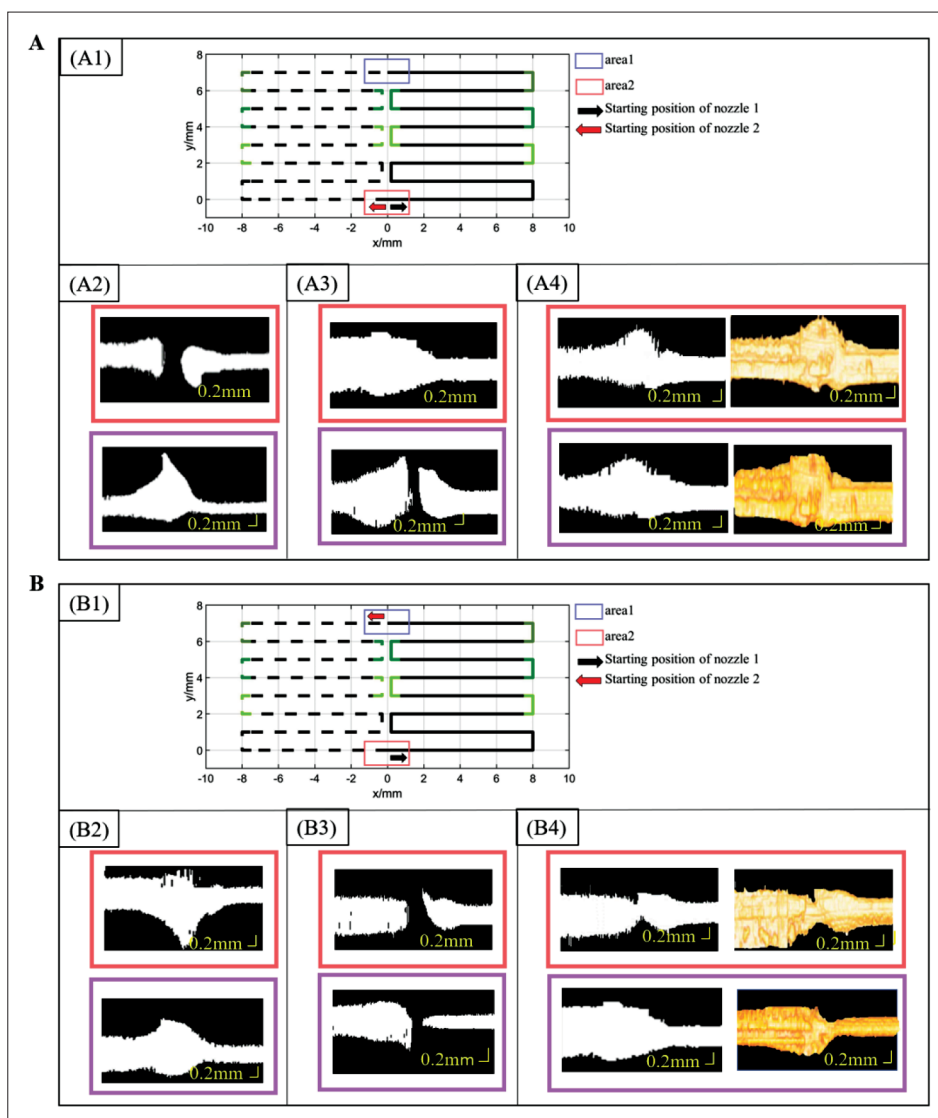 A
(A1)
8
6
4
2
0
y/mm
-10 -8 -6 -4 -2 0 2 4 6 8 10
x/mm
area1
area2
Starting position of nozzle 1
Starting position of nozzle 2
(A2)
0.2mm
0.2mm
(A3)
0.2mm
0.2mm
(A4)
0.2mm 0.2mm
0.2mm 0.2mm
B
(B1)
8
6
4
2
0
y/mm
-10 -8 -6 -4 -2 0 2 4 6 8 10
x/mm
area1
area2
Starting position of nozzle 1
Starting position of nozzle 2
(B2)
0.2mm
0.2mm
(B3)
0.2mm
0.2mm
(B4)
0.2mm 0.2mm
0.2mm 0.2mm